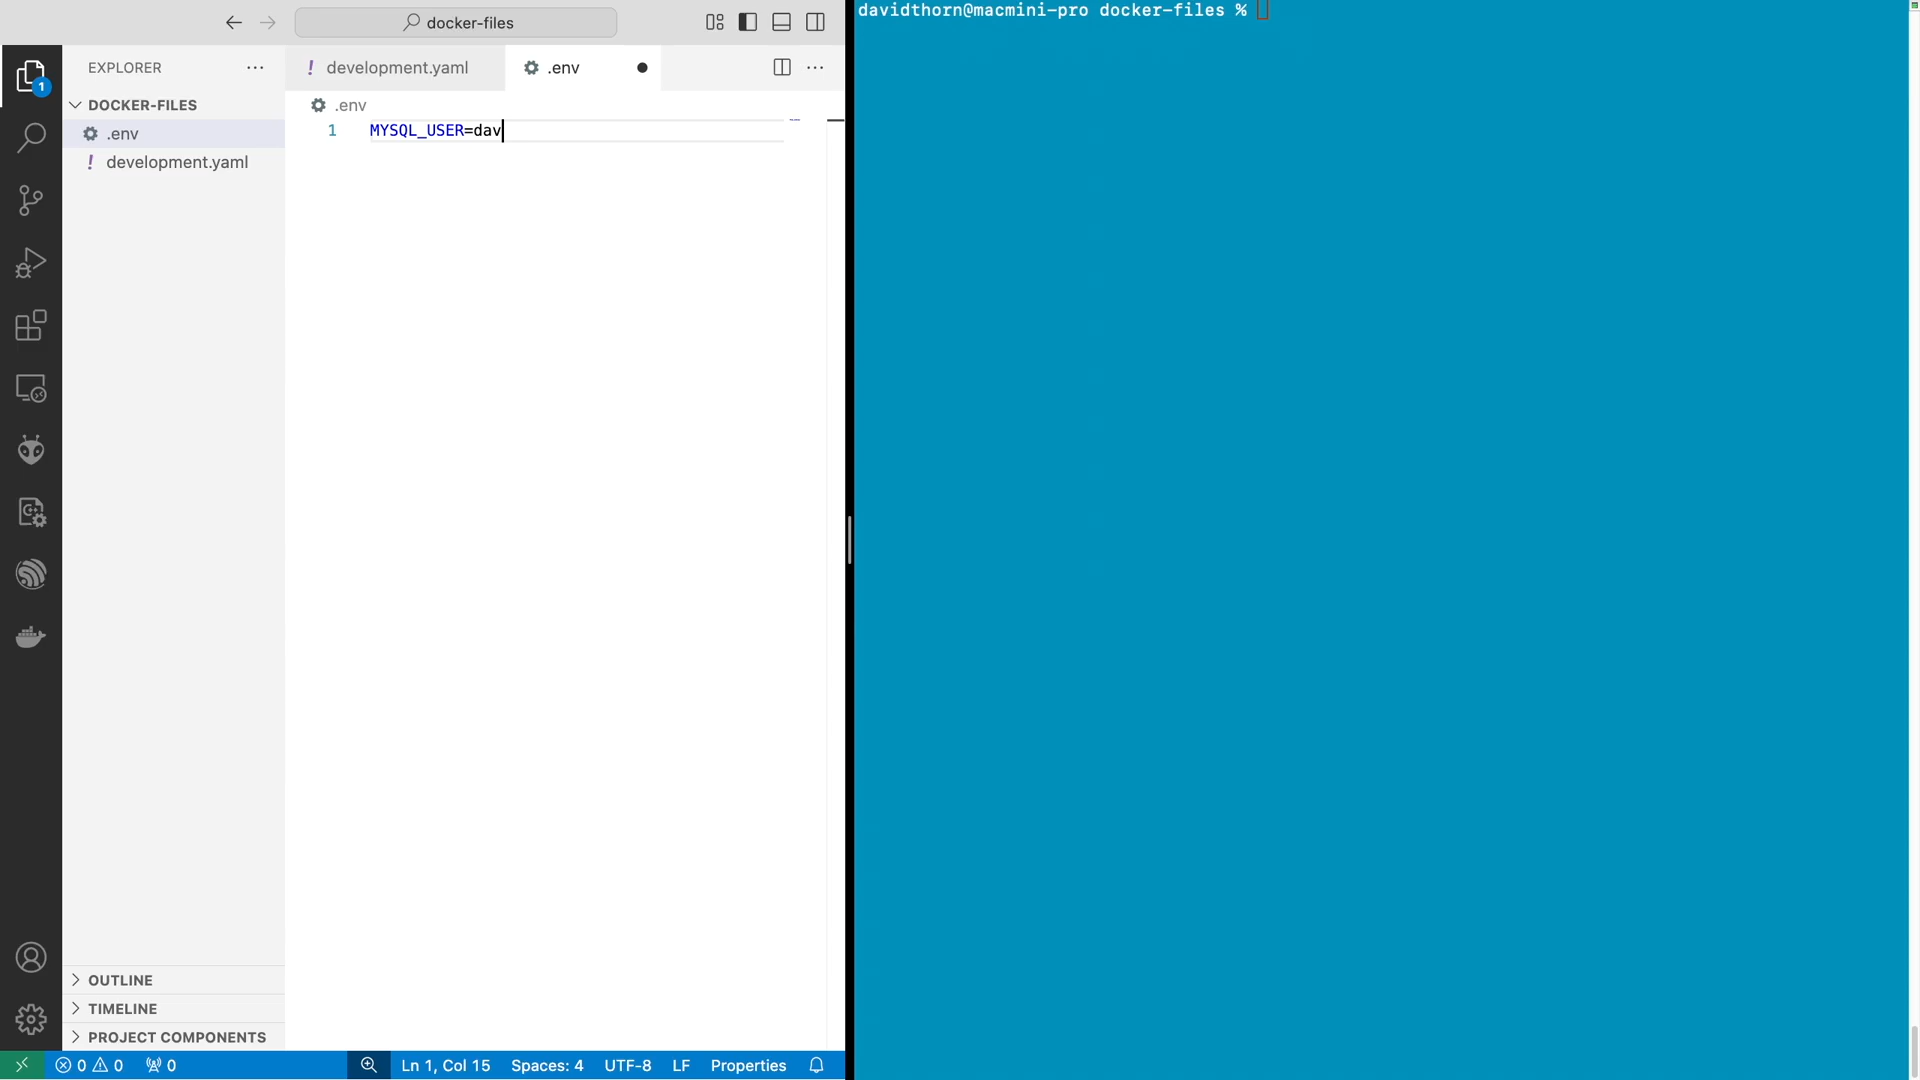 docker-files
davidthorn@macmini-pro docker-files %
1
EXPLORER
DOCKER-FILES
.env
! development.yaml
OUTLINE
TIMELINE
PROJECT COMPONENTS
! development.yaml
.env
.env
1 MYSQL_USER=dav
0 0 0
Ln 1, Col 15 Spaces: 4 UTF-8 LF Properties